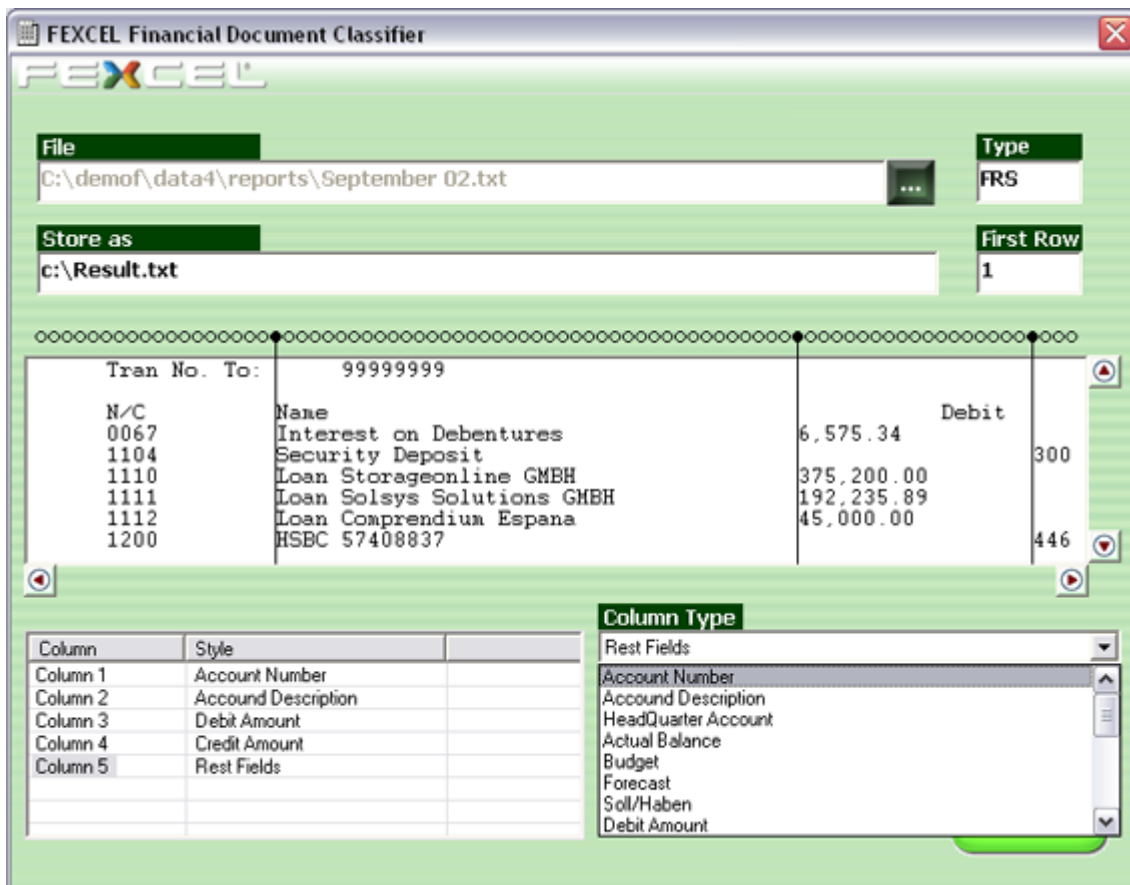 FEXCEL Financial Document Classifier
FEXCEL
File
Type
C:\demof\data4\reports\September 02.txt
...
FRS
Store as
First Row
c:\Result.txt
1
Tran No. To: 99999999
N/C Name Debit
0067 Interest on Debentures 6,575.34
1104 Security Deposit 300
1110 Loan Storageonline GMBH 375,200.00
1111 Loan Solsys Solutions GMBH 192,235.89
1112 Loan Comprendium Espana 45,000.00
1200 HSBC 57408837 446
Column Style
Column 1 Account Number
Column 2 Accound Description
Column 3 Debit Amount
Column 4 Credit Amount
Column 5 Rest Fields
Column Type
Rest Fields
Account Number
Accound Description
HeadQuarter Account
Actual Balance
Budget
Forecast
Soll/Haben
Debit Amount